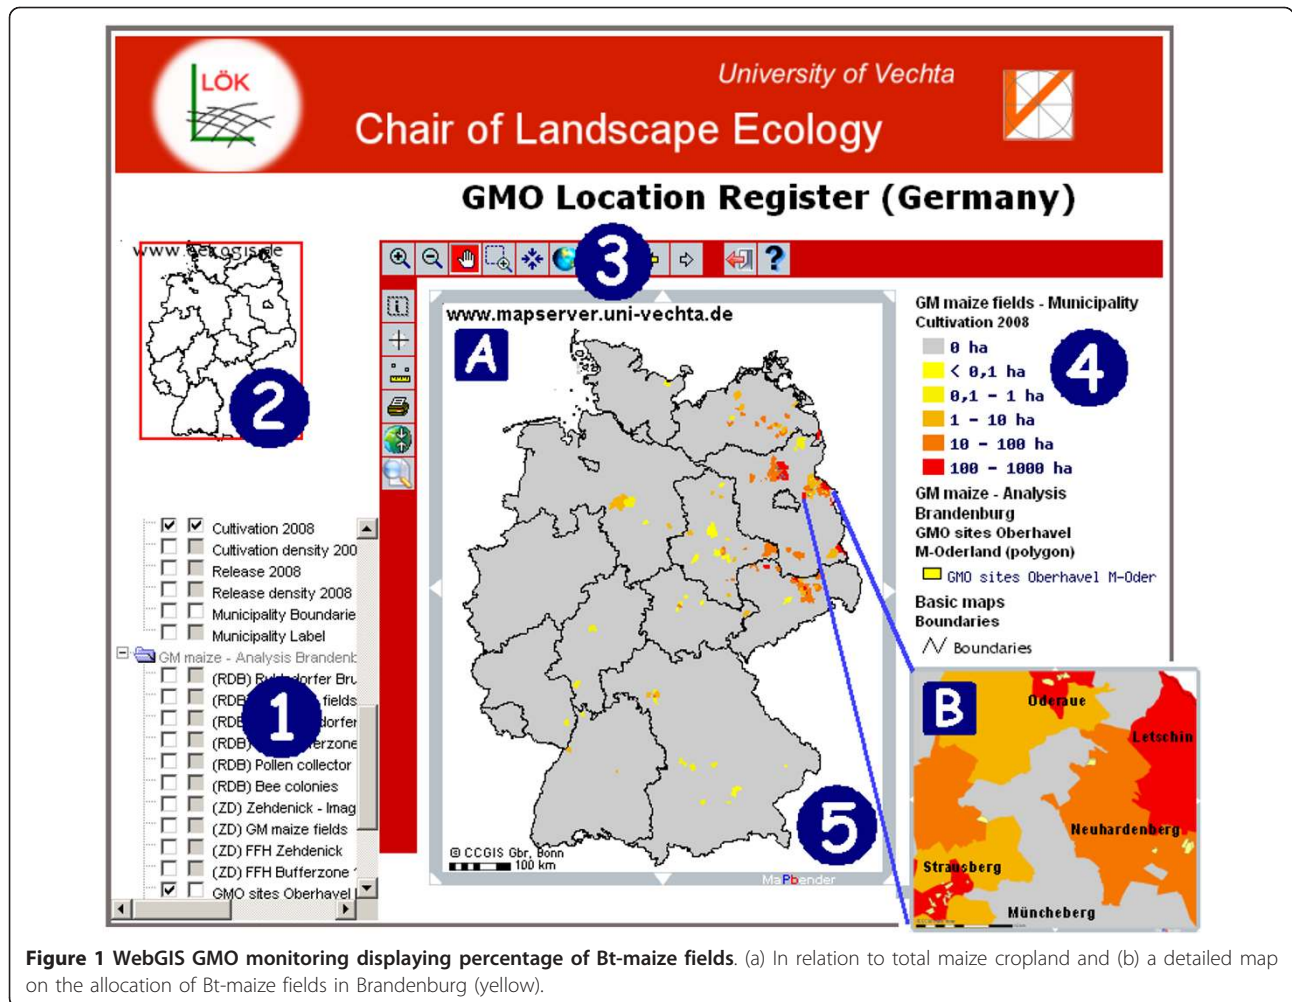 LÖK
University of Vechta
Chair of Landscape Ecology
GMO Location Register (Germany)
2
3
A
www.mapserver.uni-vechta.de
GM maize fields - Municipality
Cultivation 2008
0 ha
< 0,1 ha
0,1 - 1 ha
1 - 10 ha
10 - 100 ha
100 - 1000 ha
4
GM maize - Analysis
Brandenburg
GMO sites Oberhavel
M-Oderland (polygon)
GMO sites Oberhavel M-Oder
Basic maps
Boundaries
Boundaries
Cultivation 2008
Cultivation density 200
Release 2008
Release density 2008
Municipality Boundarie
Municipality Label
GM maize - Analysis Brandenb
(RDB) Bru
(RDB) fields
(RDB) dorfer
(RDB) fferzone
(RDB) Pollen collector
(RDB) Bee colonies
(ZD) Zehdenick - Imag
(ZD) GM maize fields
(ZD) FFH Zehdenick
(ZD) FFH Bufferzone
GMO sites Oberhavel
1
© CCGIS Gbr, Bonn
100 km
MaPbender
5
B
Oderaue
Letschin
Neuhardenberg
Strausberg
Müncheberg
Figure 1 WebGIS GMO monitoring displaying percentage of Bt-maize fields. (a) In relation to total maize cropland and (b) a detailed map
on the allocation of Bt-maize fields in Brandenburg (yellow).